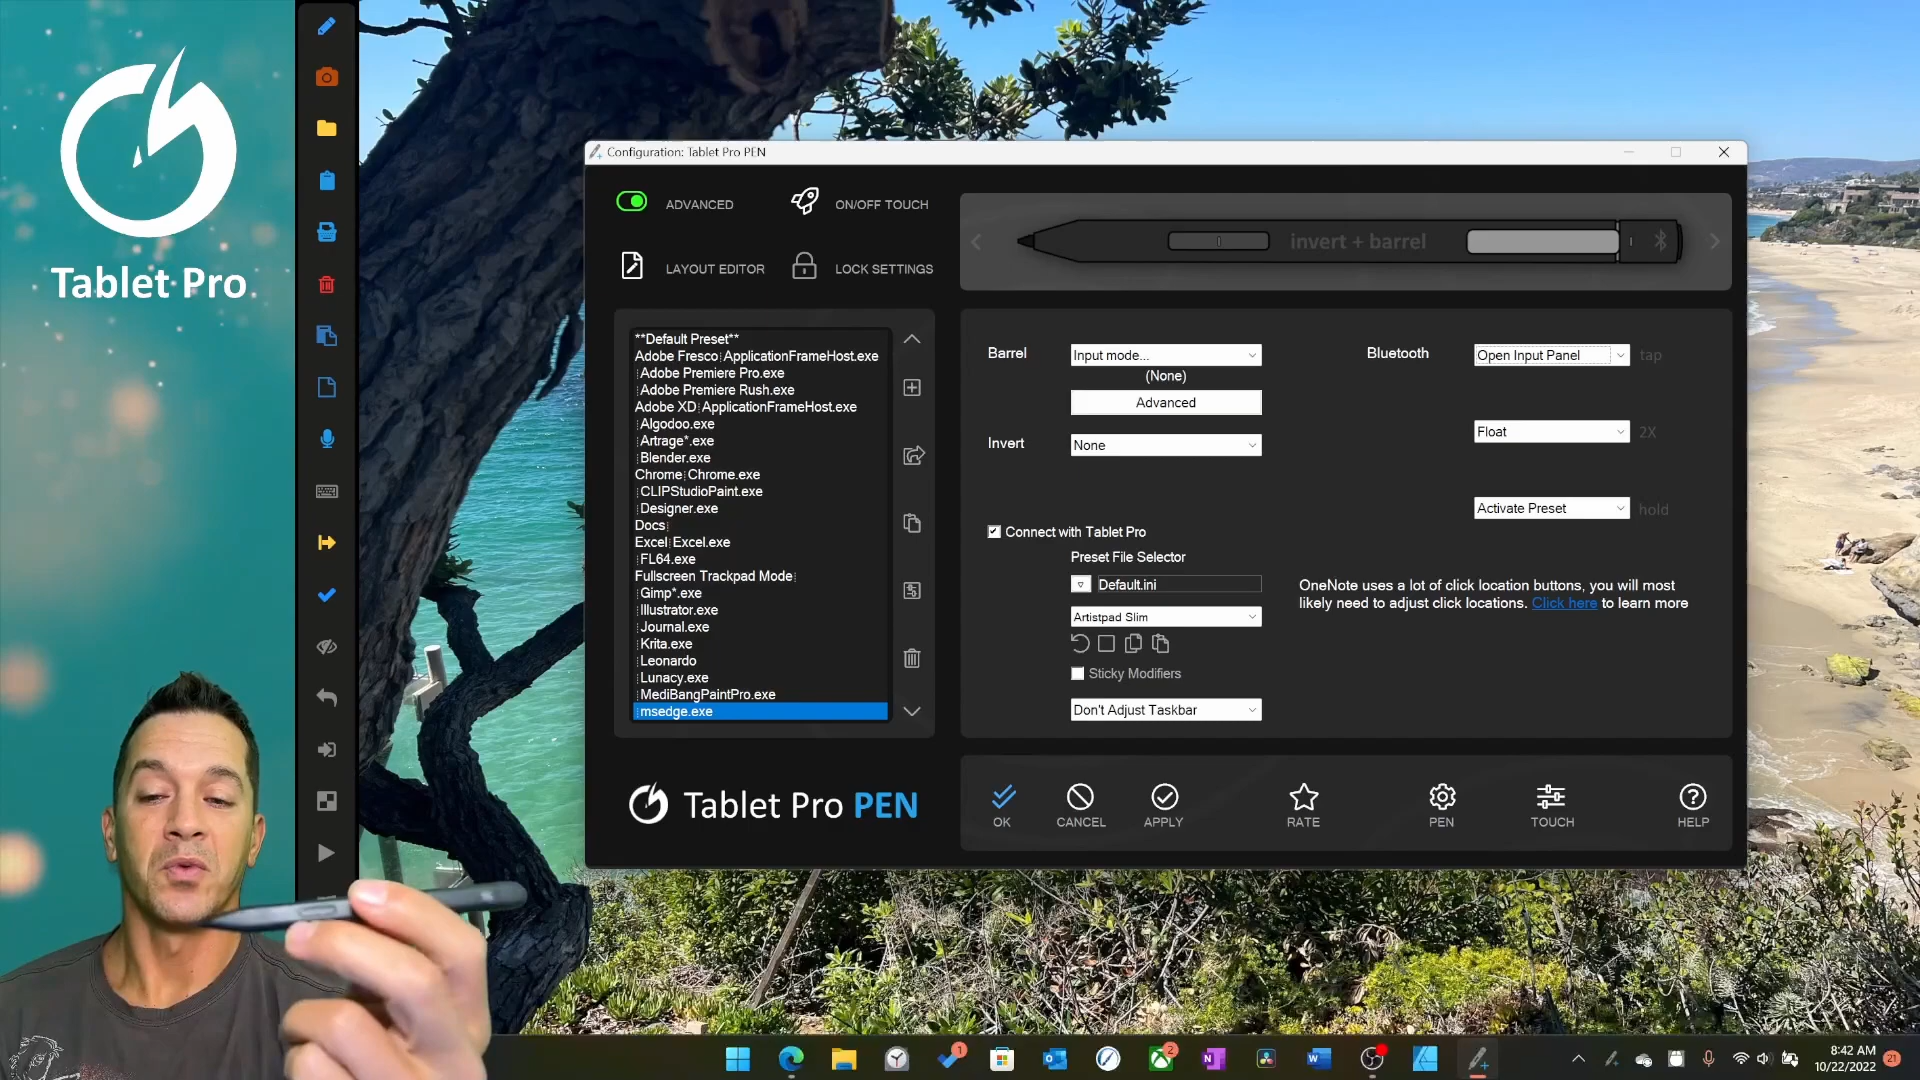 Tablet Pro
Configuration: Tablet Pro PEN
ADVANCED
ON/OFF TOUCH
LAYOUT EDITOR
LOCK SETTINGS
invert + barrel
**Default Preset**
Adobe Fresco ApplicationFrameHost.exe
Adobe Premiere Pro.exe
Adobe Premiere Rush.exe
Adobe XD ApplicationFrameHost.exe
Algodoo.exe
Artrage*.exe
Blender.exe
Chrome Chrome.exe
CLIPStudioPaint.exe
Designer.exe
Docs
Excel Excel.exe
FL64.exe
Fullscreen Trackpad Mode
Gimp*.exe
Illustrator.exe
Journal.exe
Krita.exe
Leonardo
Lunacy.exe
MediBangPaintPro.exe
msedge.exe
Barrel
Input mode...
(None)
Advanced
Invert
None
Bluetooth
Open Input Panel
tap
Float
2X
Activate Preset
hold
Connect with Tablet Pro
Preset File Selector
Default.ini
Artistpad Slim
Sticky Modifiers
Don't Adjust Taskbar
OneNote uses a lot of click location buttons, you will most
likely need to adjust click locations. Click here to learn more
Tablet Pro PEN
OK
CANCEL
APPLY
RATE
PEN
TOUCH
HELP
1
2
8:42 AM
10/22/2022
21